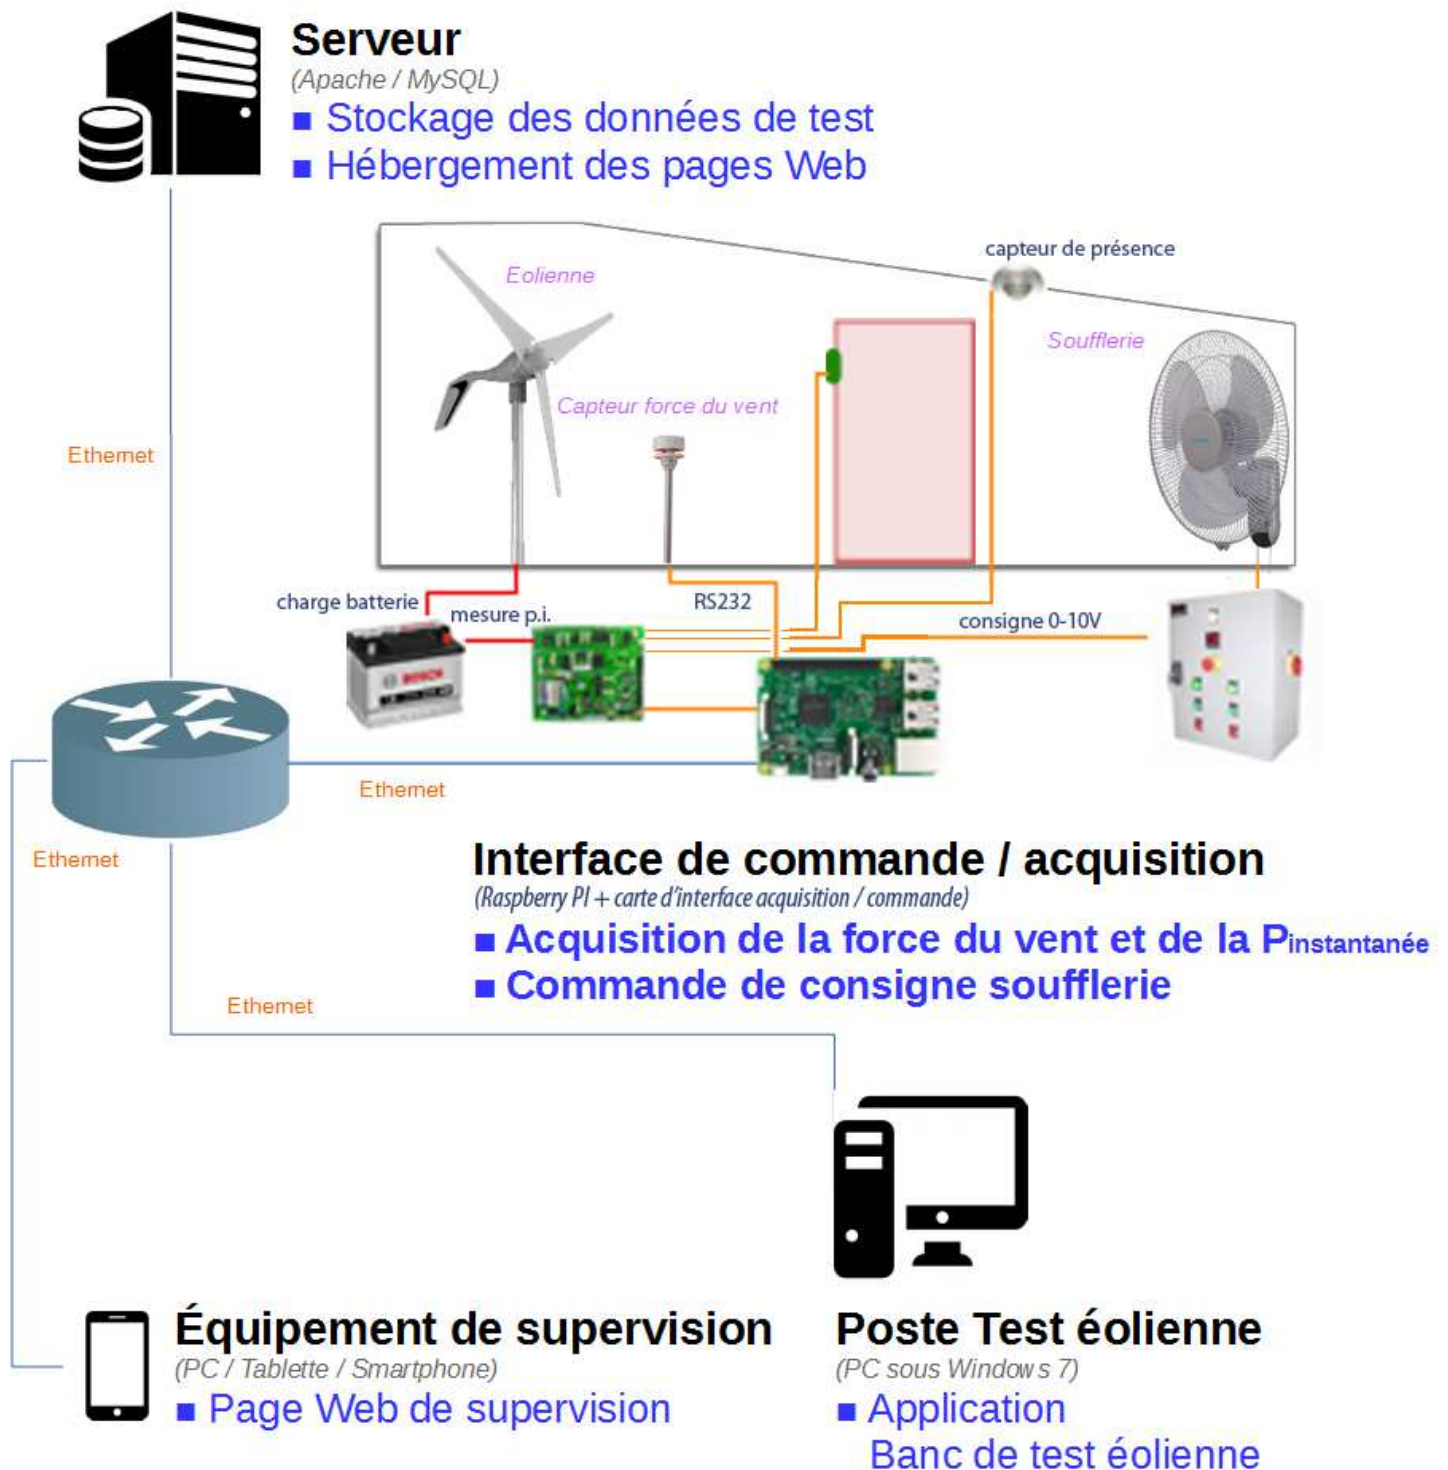 Serveur
(Apache / MySQL)
■ Stockage des données de test
■ Hébergement des pages Web
capteur de présence
Eolienne
Soufflerie
Capteur force du vent
Ethernet
charge batterie
mesure p.i.
RS232
consigne 0-10V
BOSCH
Ethernet
Ethernet
Interface de commande / acquisition
(Raspberry PI + carte d'interface acquisition / commande)
■ Acquisition de la force du vent et de la Pinstantanée
■ Commande de consigne soufflerie
Ethernet
Équipement de supervision
(PC / Tablette / Smartphone)
■ Page Web de supervision
Poste Test éolienne
(PC sous Windows 7)
■ Application
Banc de test éolienne